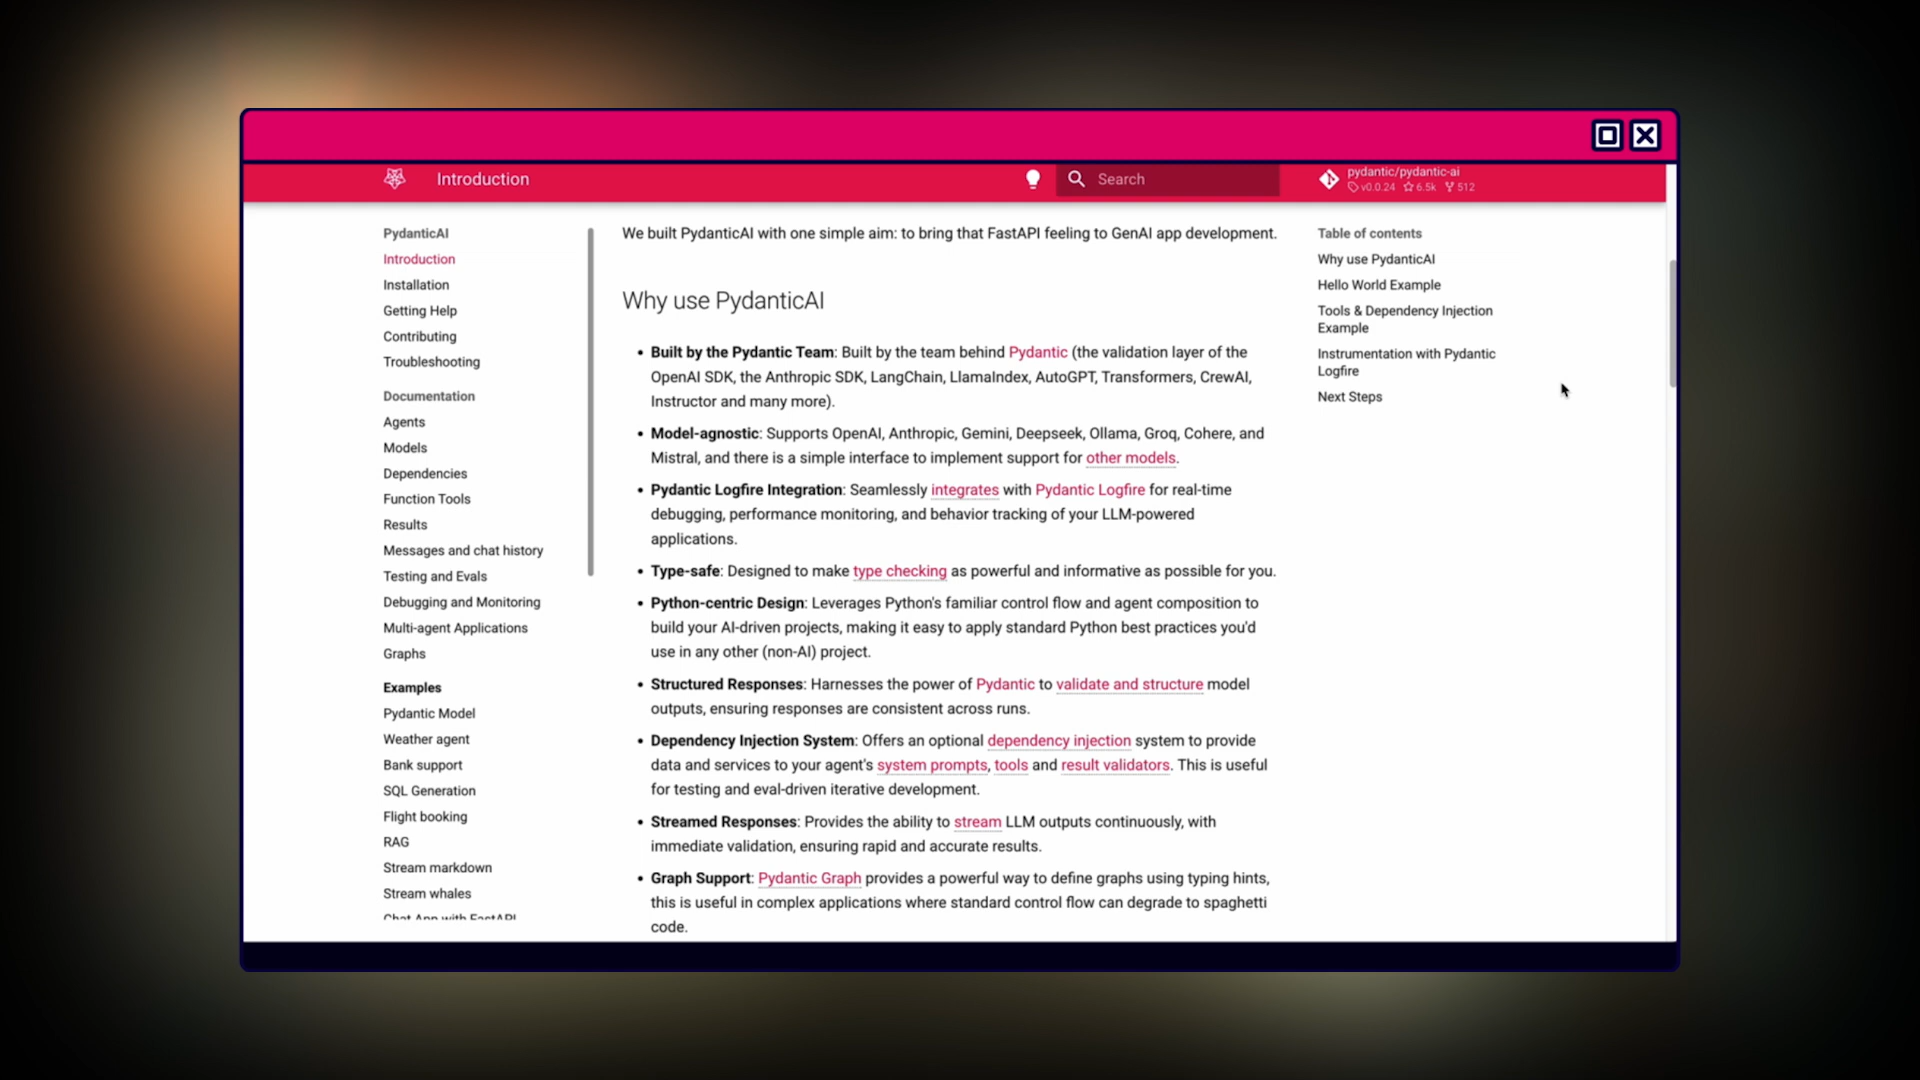 Introduction
Search
pydantic/pydantic-ai
v0.0.24 6.5k 512
PydanticAI
Introduction
Installation
Getting Help
Contributing
Troubleshooting
Documentation
Agents
Models
Dependencies
Function Tools
Results
Messages and chat history
Testing and Evals
Debugging and Monitoring
Multi-agent Applications
Graphs
Examples
Pydantic Model
Weather agent
Bank support
SQL Generation
Flight booking
RAG
Stream markdown
Stream whales
Chat App with FastAPI
We built PydanticAI with one simple aim: to bring that FastAPI feeling to GenAI app development.
Why use PydanticAI
• Built by the Pydantic Team: Built by the team behind Pydantic (the validation layer of the
OpenAI SDK, the Anthropic SDK, LangChain, LlamaIndex, AutoGPT, Transformers, CrewAI,
Instructor and many more).
• Model-agnostic: Supports OpenAI, Anthropic, Gemini, Deepseek, Ollama, Groq, Cohere, and
Mistral, and there is a simple interface to implement support for other models.
• Pydantic Logfire Integration: Seamlessly integrates with Pydantic Logfire for real-time
debugging, performance monitoring, and behavior tracking of your LLM-powered
applications.
• Type-safe: Designed to make type checking as powerful and informative as possible for you.
• Python-centric Design: Leverages Python's familiar control flow and agent composition to
build your AI-driven projects, making it easy to apply standard Python best practices you'd
use in any other (non-AI) project.
• Structured Responses: Harnesses the power of Pydantic to validate and structure model
outputs, ensuring responses are consistent across runs.
• Dependency Injection System: Offers an optional dependency injection system to provide
data and services to your agent's system prompts, tools and result validators. This is useful
for testing and eval-driven iterative development.
• Streamed Responses: Provides the ability to stream LLM outputs continuously, with
immediate validation, ensuring rapid and accurate results.
• Graph Support: Pydantic Graph provides a powerful way to define graphs using typing hints,
this is useful in complex applications where standard control flow can degrade to spaghetti
code.
Table of contents
Why use PydanticAI
Hello World Example
Tools & Dependency Injection
Example
Instrumentation with Pydantic
Logfire
Next Steps